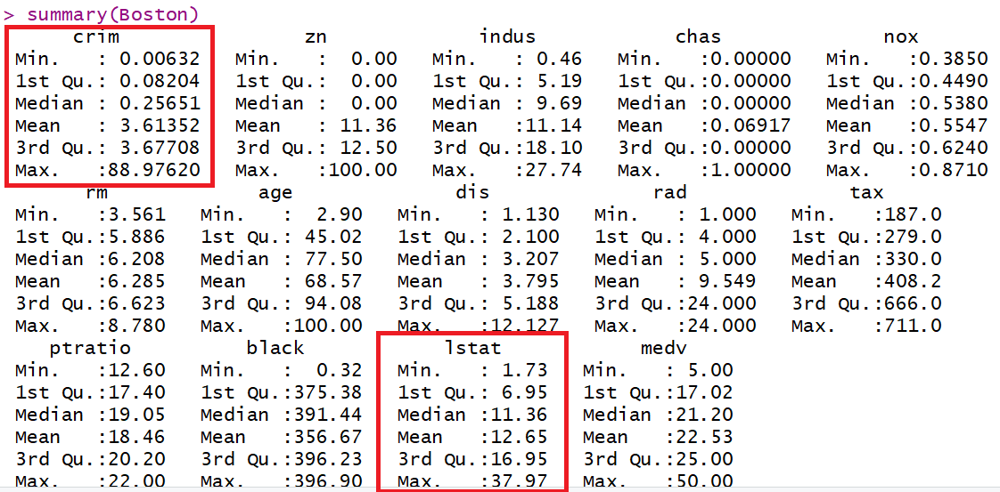 > summary(Boston)
crim zn indus chas nox
Min. : 0.00632 Min. : 0.00 Min. : 0.46 Min. :0.00000 Min. :0.3850
1st Qu.: 0.08204 1st Qu.: 0.00 1st Qu.: 5.19 1st Qu.:0.00000 1st Qu.:0.4490
Median : 0.25651 Median : 0.00 Median : 9.69 Median :0.00000 Median :0.5380
Mean : 3.61352 Mean : 11.36 Mean :11.14 Mean :0.06917 Mean :0.5547
3rd Qu.: 3.67708 3rd Qu.: 12.50 3rd Qu.:18.10 3rd Qu.:0.00000 3rd Qu.:0.6240
Max. :88.97620 Max. :100.00 Max. :27.74 Max. :1.00000 Max. :0.8710
rm age dis rad tax
Min. :3.561 Min. : 2.90 Min. : 1.130 Min. : 1.000 Min. :187.0
1st Qu.:5.886 1st Qu.: 45.02 1st Qu.: 2.100 1st Qu.: 4.000 1st Qu.:279.0
Median :6.208 Median : 77.50 Median : 3.207 Median : 5.000 Median :330.0
Mean :6.285 Mean : 68.57 Mean : 3.795 Mean : 9.549 Mean :408.2
3rd Qu.:6.623 3rd Qu.: 94.08 3rd Qu.: 5.188 3rd Qu.:24.000 3rd Qu.:666.0
Max. :8.780 Max. :100.00 Max. :12.127 Max. :24.000 Max. :711.0
ptratio black lstat medv
Min. :12.60 Min. : 0.32 Min. : 1.73 Min. : 5.00
1st Qu.:17.40 1st Qu.:375.38 1st Qu.: 6.95 1st Qu.:17.02
Median :19.05 Median :391.44 Median :11.36 Median :21.20
Mean :18.46 Mean :356.67 Mean :12.65 Mean :22.53
3rd Qu.:20.20 3rd Qu.:396.23 3rd Qu.:16.95 3rd Qu.:25.00
Max. :22.00 Max. :396.90 Max. :37.97 Max. :50.00